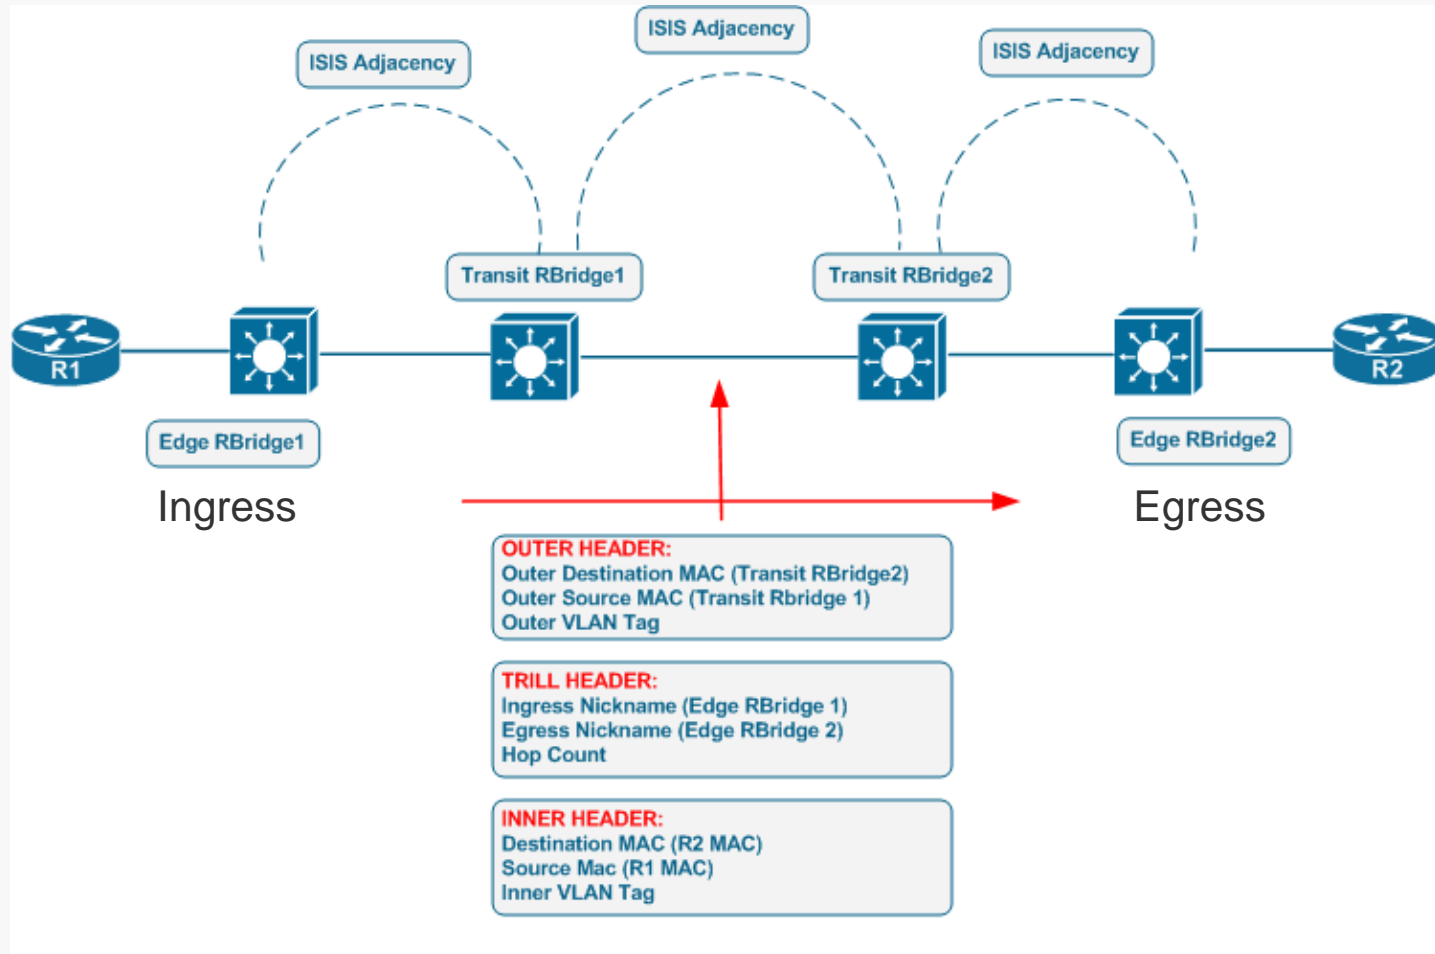 ISIS Adjacency
ISIS Adjacency
ISIS Adjacency
Transit RBridge1
Transit RBridge2
R1
R2
Edge RBridge1
Edge RBridge2
Ingress
Egress
OUTER HEADER:
Outer Destination MAC (Transit RBridge2)
Outer Source MAC (Transit Rbridge 1)
Outer VLAN Tag
TRILL HEADER:
Ingress Nickname (Edge RBridge 1)
Egress Nickname (Edge RBridge 2)
Hop Count
INNER HEADER:
Destination MAC (R2 MAC)
Source Mac (R1 MAC)
Inner VLAN Tag